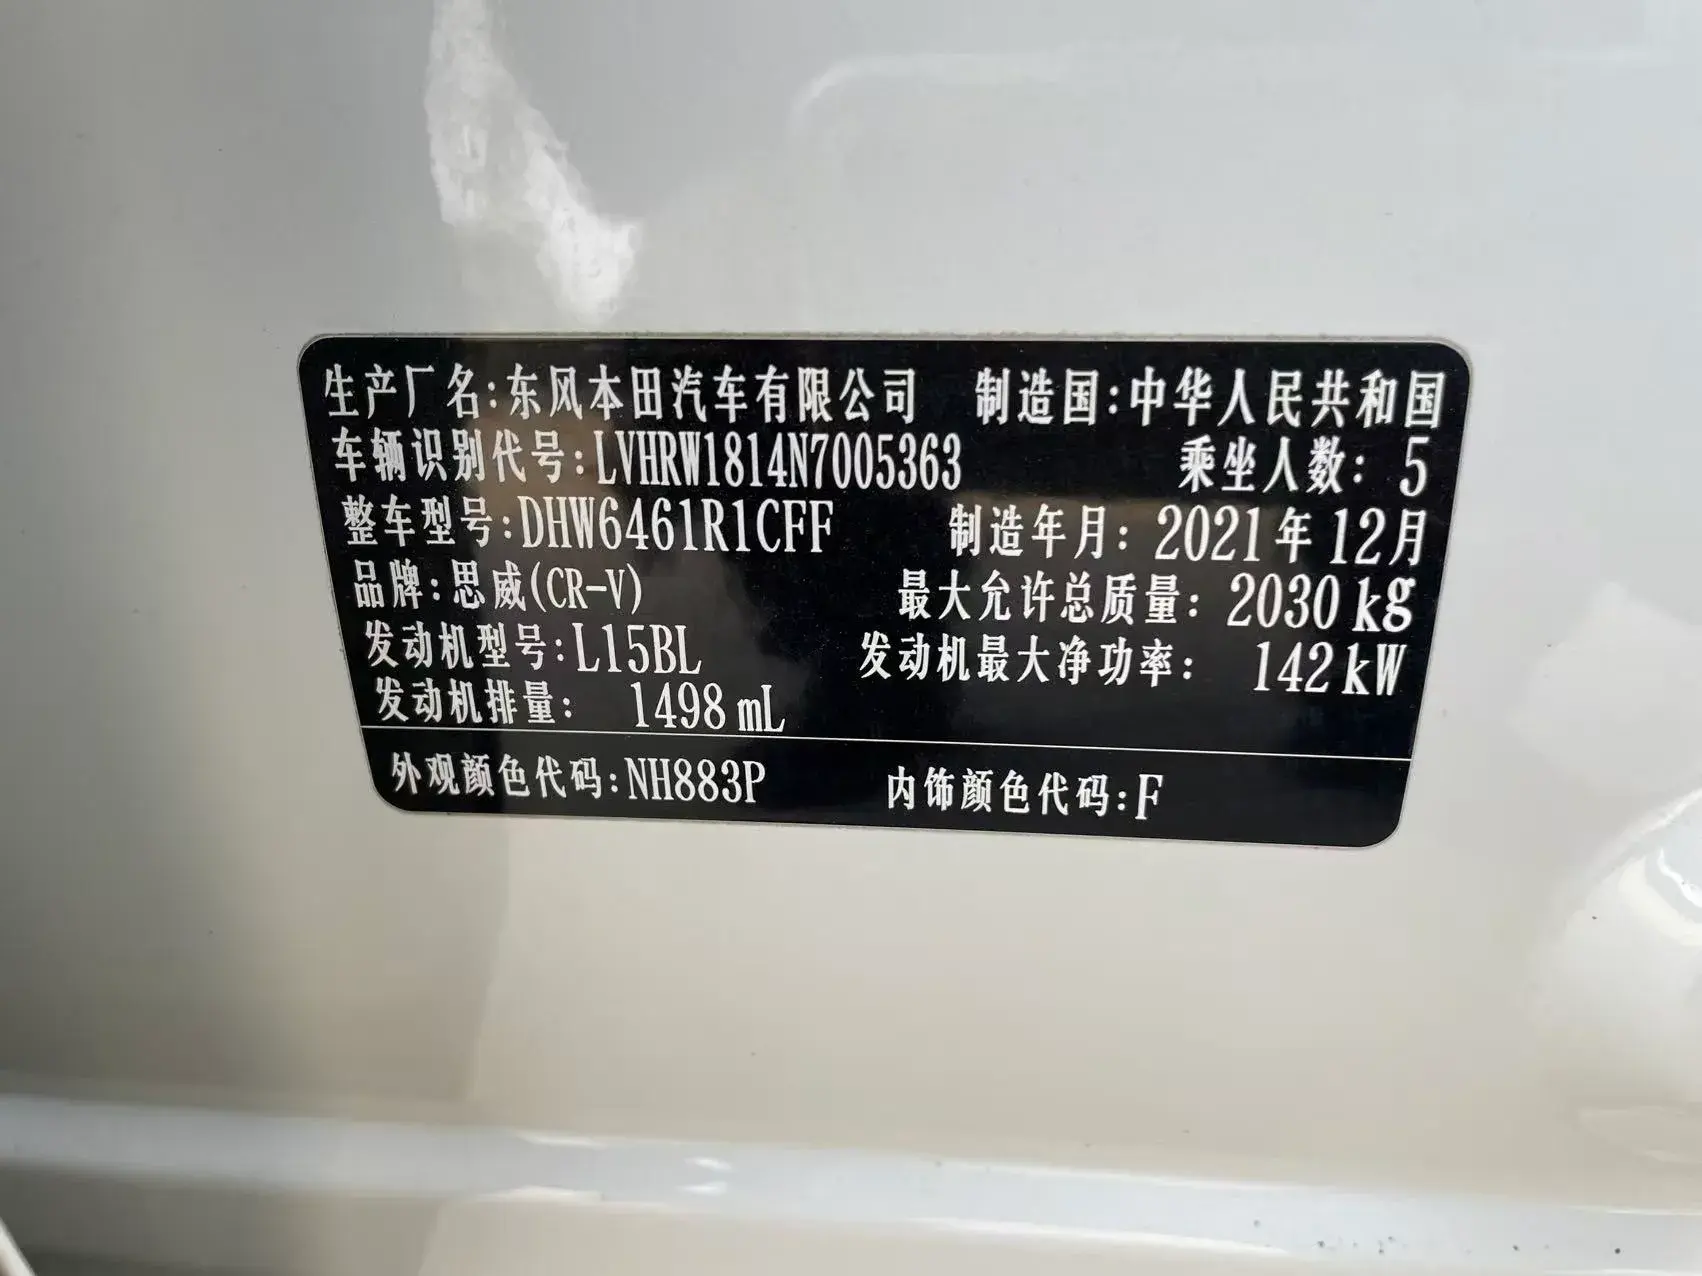 生产厂名:东风本田汽车有限公司 制造国:中华人民共和国
车辆识别代号:LVHRW1814N7005363 乘坐人数: 5
整车型号:DHW6461R1CFF 制造年月: 2021年12月
品牌:思威(CR-V) 最大允许总质量: 2030 kg
发动机型号:L15BL 发动机最大净功率: 142 kW
发动机排量: 1498 mL
外观颜色代码:NH883P 内饰颜色代码:F